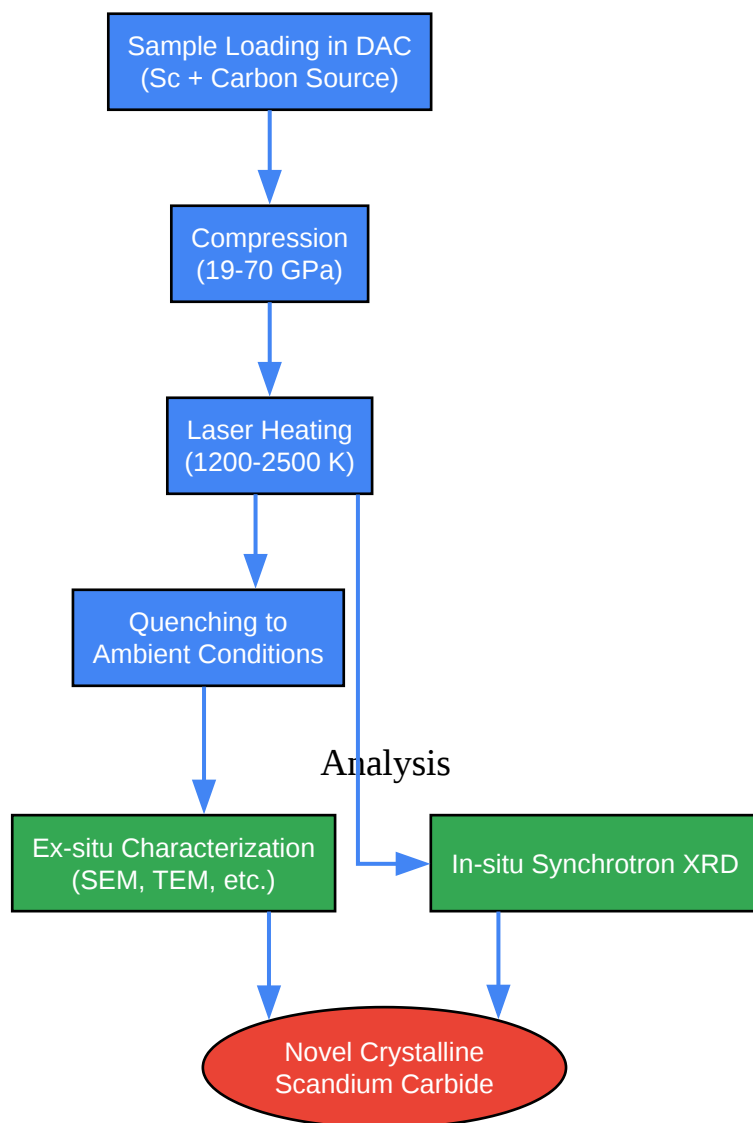 Sample Loading in DAC
(Sc + Carbon Source)
Compression
(19-70 GPa)
Laser Heating
(1200-2500 K)
Quenching to
Ambient Conditions
Analysis
Ex-situ Characterization
(SEM, TEM, etc.)
In-situ Synchrotron XRD
Novel Crystalline
Scandium Carbide